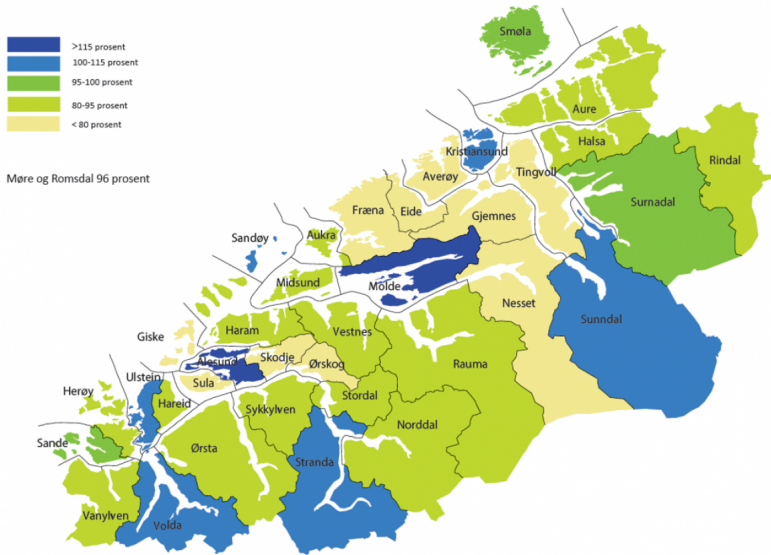 >115 prosent
100-115 prosent
95-100 prosent
80-95 prosent
< 80 prosent
Møre og Romsdal 96 prosent
Smøla
Aure
Halsa
Rindal
Kristiansund
Tingvoll
Averøy
Surnadal
Fræna
Eide
Gjemnes
Aukra
Sandøy
Midsund
Molde
Nesset
Sunndal
Giske
Haram
Vestnes
Ålesund
Skodje
Ørskog
Rauma
Ulstein
Sula
Herøy
Hareid
Sykkylven
Stordal
Norddal
Sande
Ørsta
Stranda
Vanylven
Volda